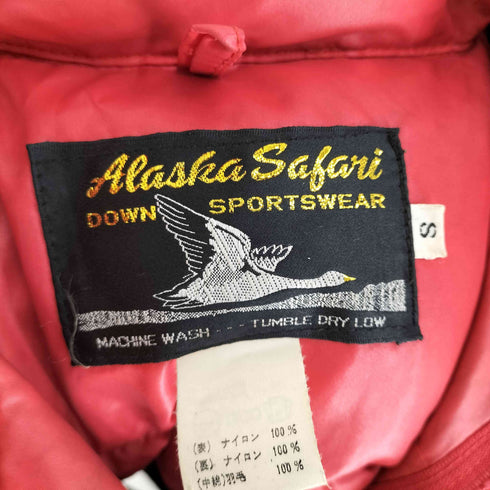 Alaska Safari
DOWN SPORTSWEAR
MACHINE WASH --- TUMBLE DRY LOW
S
(表) ナイロン 100%
(裏) ナイロン 100%
(中綿) 羽毛 100%